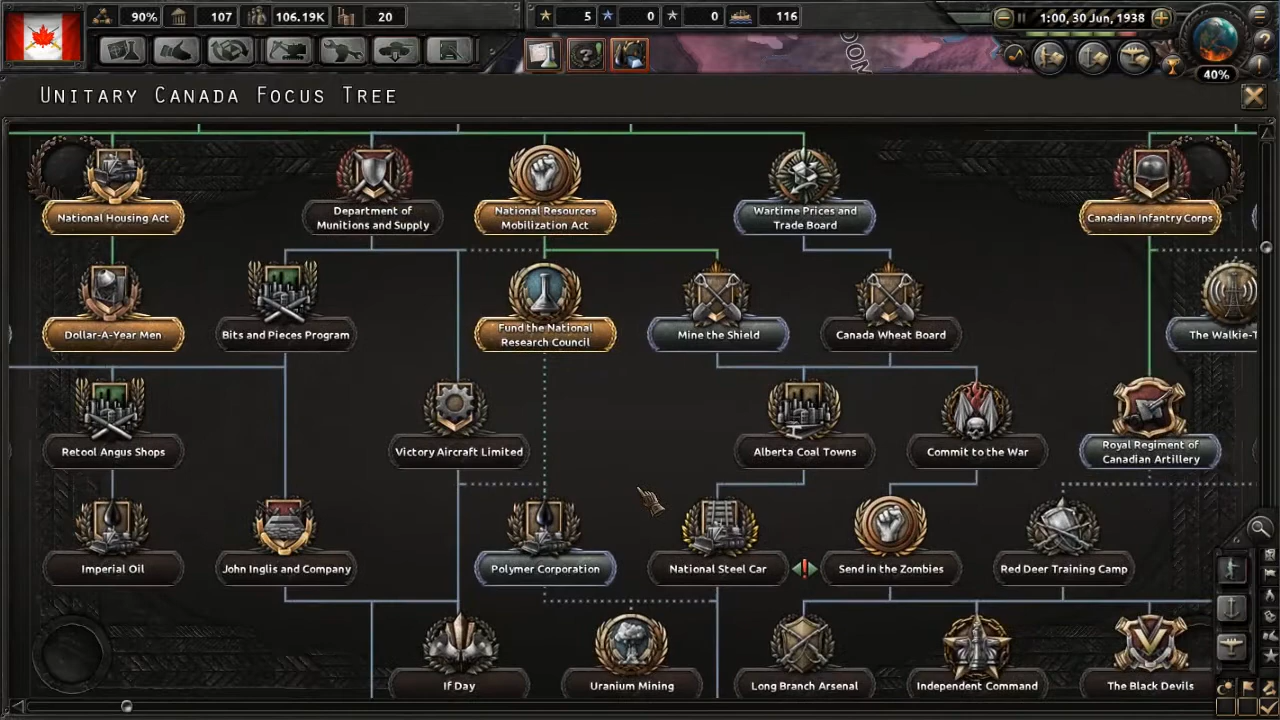 90%
107
106.19K
20
5
0
0
116
1:00, 30 Jun, 1938
40%
DON
Unitary Canada Focus Tree
National Housing Act
Department of
Munitions and Supply
National Resources
Mobilization Act
Wartime Prices and
Trade Board
Canadian Infantry Corps
Dollar-A-Year Men
Bits and Pieces Program
Fund the National
Research Council
Mine the Shield
Canada Wheat Board
The Walkie-T
Retool Angus Shops
Victory Aircraft Limited
Alberta Coal Towns
Commit to the War
Royal Regiment of
Canadian Artillery
Imperial Oil
John Inglis and Company
Polymer Corporation
National Steel Car
Send in the Zombies
Red Deer Training Camp
If Day
Uranium Mining
Long Branch Arsenal
Independent Command
The Black Devils